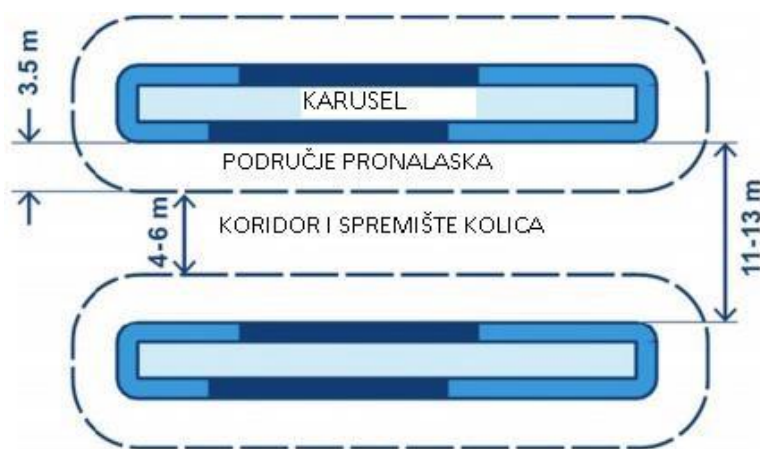 3.5 m
KARUSEL
PODRUČJE PRONALASKA
KORIDOR I SPREMIŠTE KOLICA
4-6 m
11-13 m